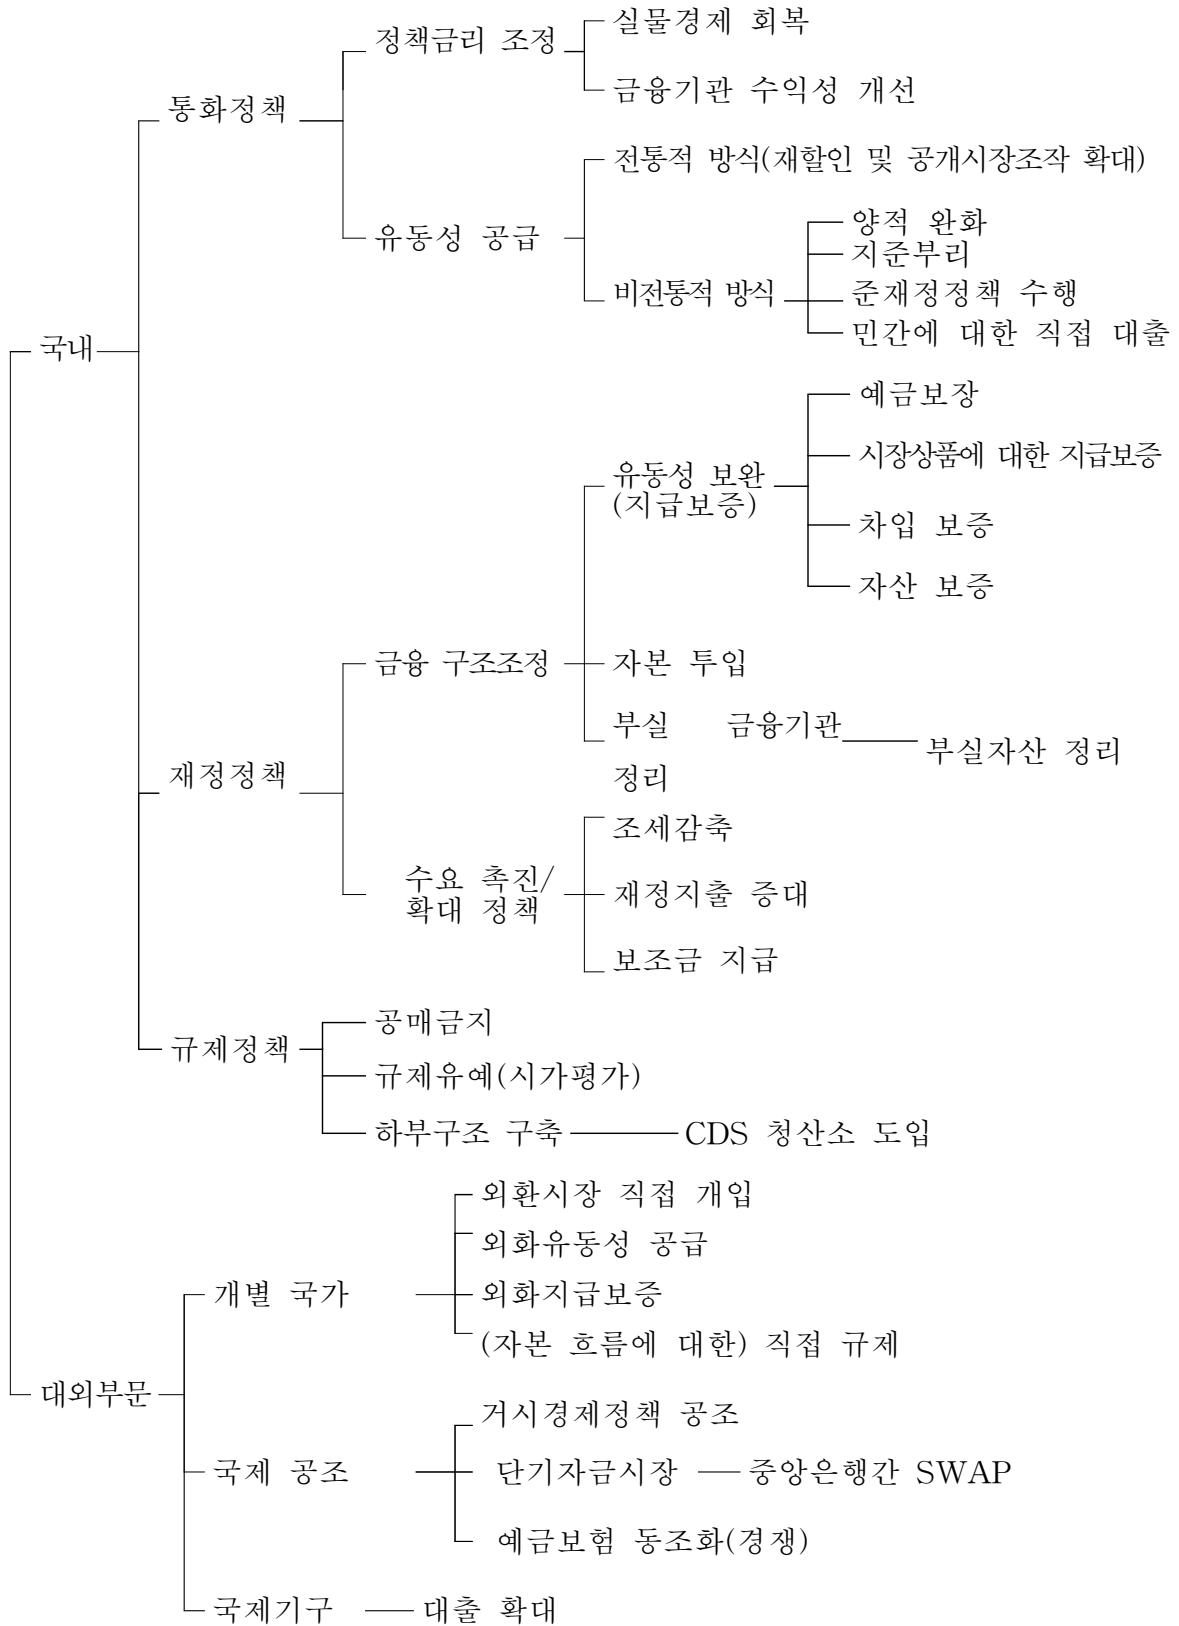 실물경제 회복
정책금리 조정
금융기관 수익성 개선
통화정책
전통적 방식(재할인 및 공개시장조작 확대)
유동성 공급
양적 완화
지준부리
비전통적 방식
준재정정책 수행
민간에 대한 직접 대출
국내
예금보장
시장상품에 대한 지급보증
유동성 보완
(지급보증)
차입 보증
자산 보증
금융 구조조정
자본 투입
부실 금융기관
정리
부실자산 정리
재정정책
조세감축
수요 촉진/
확대 정책
재정지출 증대
보조금 지급
공매금지
규제정책
규제유예(시가평가)
하부구조 구축
CDS 청산소 도입
외환시장 직접 개입
외화유동성 공급
개별 국가
외화지급보증
(자본 흐름에 대한) 직접 규제
대외부문
거시경제정책 공조
국제 공조
단기자금시장
중앙은행간 SWAP
예금보험 동조화(경쟁)
국제기구
대출 확대